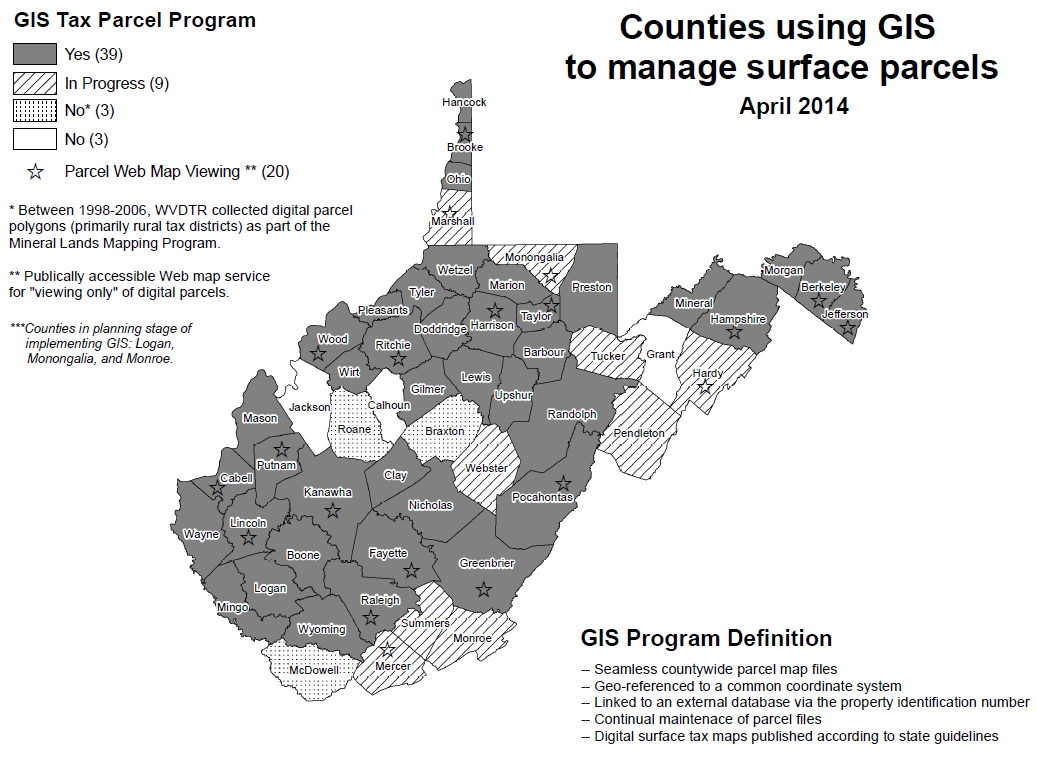 GIS Tax Parcel Program
Yes (39)
In Progress (9)
No* (3)
No (3)
Parcel Web Map Viewing ** (20)
* Between 1998-2006, WVDTR collected digital parcel
polygons (primarily rural tax districts) as part of the
Mineral Lands Mapping Program.
** Publically accessible Web map service
for "viewing only" of digital parcels.
***Counties in planning stage of
implementing GIS: Logan,
Monongalia, and Monroe.
Counties using GIS
to manage surface parcels
April 2014
Hancock
Brooke
Ohio
Marshall
Monongalia
Wetzel
Marion
Preston
Morgan
Berkeley
Jefferson
Mineral
Hampshire
Tyler
Pleasants
Doddridge
Harrison
Taylor
Wood
Ritchie
Barbour
Tucker
Grant
Hardy
Wirt
Lewis
Gilmer
Upshur
Jackson
Calhoun
Randolph
Mason
Roane
Braxton
Pendleton
Putnam
Webster
Cabell
Clay
Kanawha
Pocahontas
Nicholas
Lincoln
Wayne
Boone
Fayette
Greenbrier
Logan
Mingo
Raleigh
Wyoming
Summers
Monroe
McDowell
Mercer
GIS Program Definition
-- Seamless countywide parcel map files
-- Geo-referenced to a common coordinate system
-- Linked to an external database via the property identification number
-- Continual maintenace of parcel files
-- Digital surface tax maps published according to state guidelines